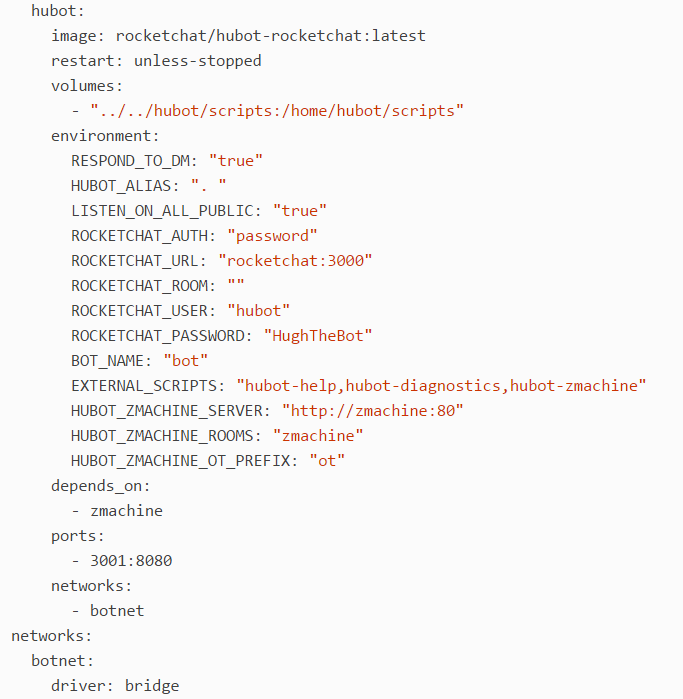 hubot:
image: rocketchat/hubot-rocketchat:latest
restart: unless-stopped
volumes:
- "../../hubot/scripts:/home/hubot/scripts"
environment:
RESPOND_TO_DM: "true"
HUBOT_ALIAS: ". "
LISTEN_ON_ALL_PUBLIC: "true"
ROCKETCHAT_AUTH: "password"
ROCKETCHAT_URL: "rocketchat:3000"
ROCKETCHAT_ROOM: ""
ROCKETCHAT_USER: "hubot"
ROCKETCHAT_PASSWORD: "HughTheBot"
BOT_NAME: "bot"
EXTERNAL_SCRIPTS: "hubot-help,hubot-diagnostics,hubot-zmachine"
HUBOT_ZMACHINE_SERVER: "http://zmachine:80"
HUBOT_ZMACHINE_ROOMS: "zmachine"
HUBOT_ZMACHINE_OT_PREFIX: "ot"
depends_on:
- zmachine
ports:
- 3001:8080
networks:
- botnet
networks:
botnet:
driver: bridge